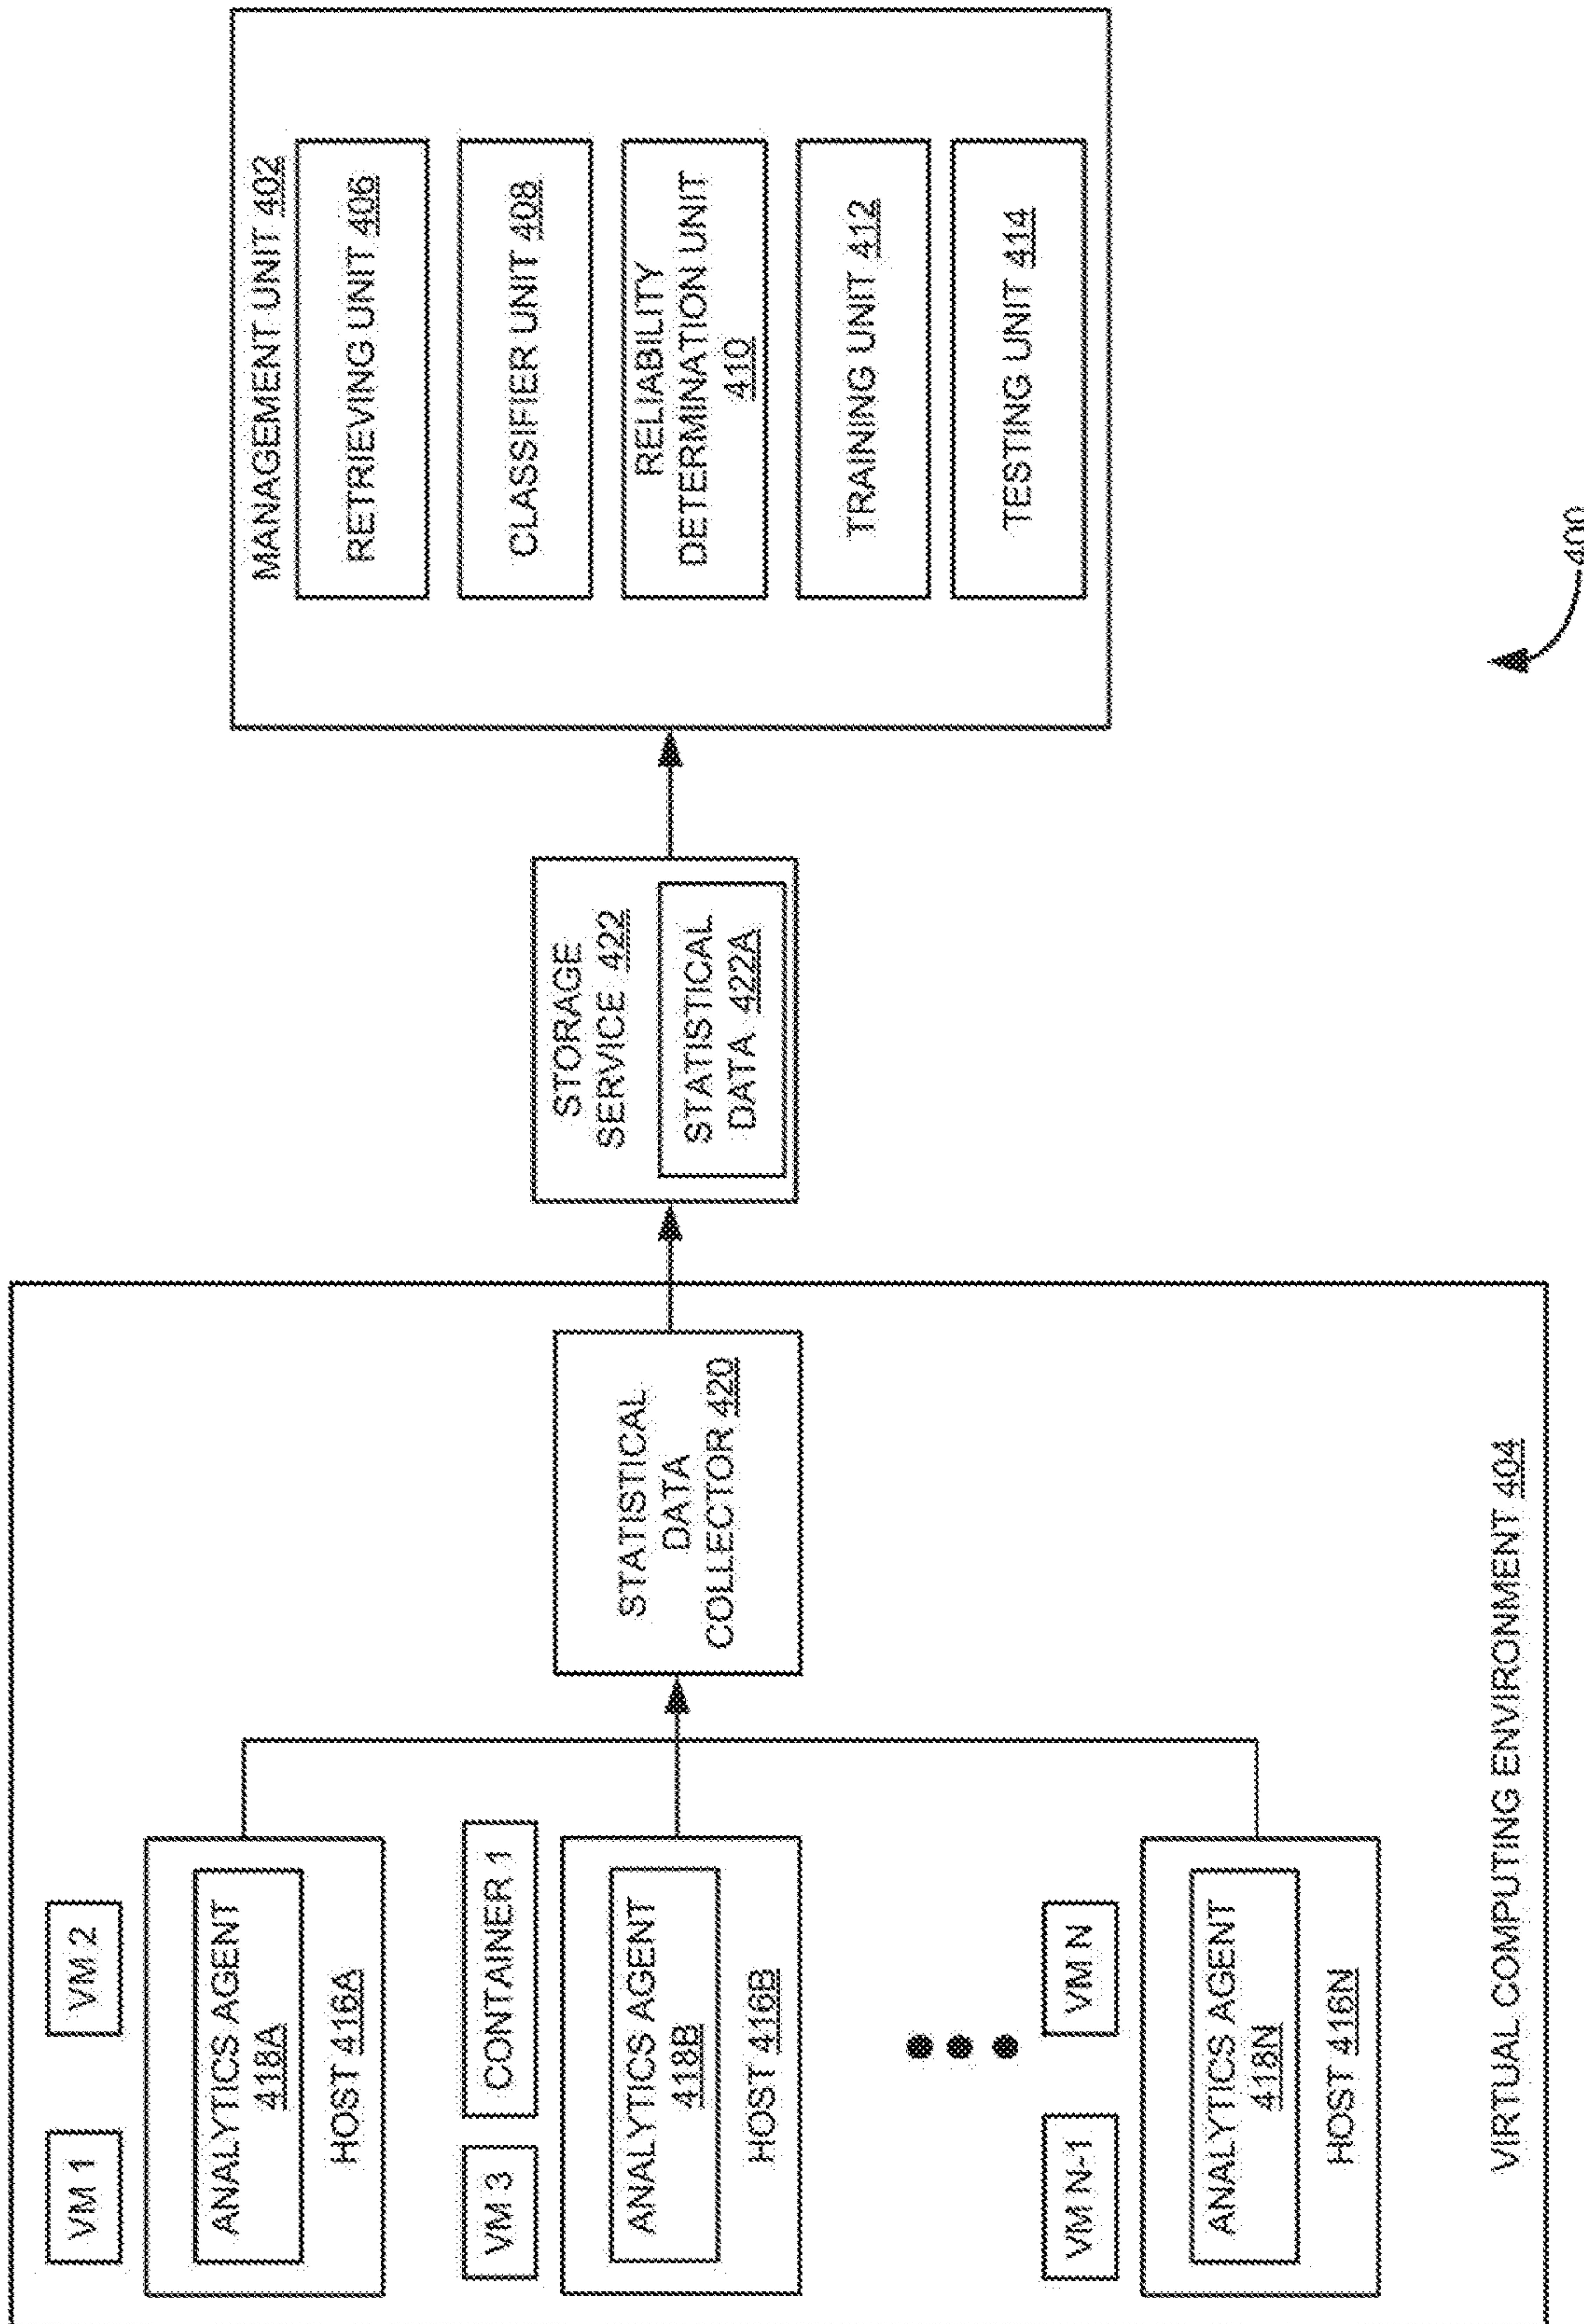 VM 1
VM 2
ANALYTICS AGENT
418A
HOST 416A
VM 3
CONTAINER 1
ANALYTICS AGENT
418B
HOST 416B
VM N-1
VM N
ANALYTICS AGENT
418N
HOST 416N
VIRTUAL COMPUTING ENVIRONMENT 404
STATISTICAL
DATA
COLLECTOR 420
STORAGE
SERVICE 422
STATISTICAL
DATA 422A
MANAGEMENT UNIT 402
RETRIEVING UNIT 406
CLASSIFIER UNIT 408
RELIABILITY
DETERMINATION UNIT
410
TRAINING UNIT 412
TESTING UNIT 414
400